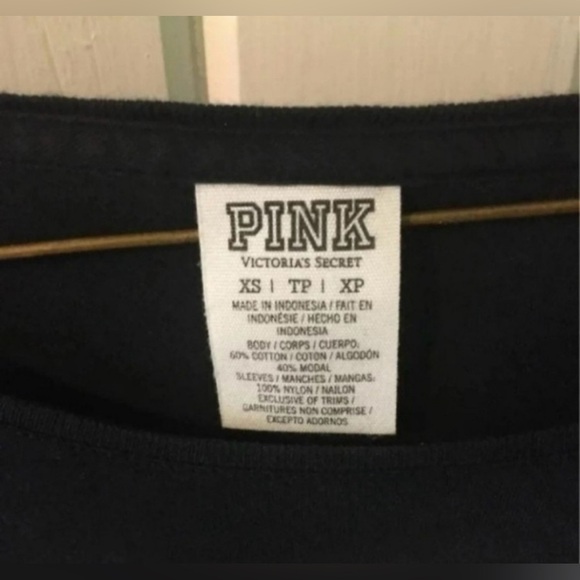 PINK
VICTORIA'S SECRET
XS | TP | XP
MADE IN INDONESIA / FAIT EN
INDONÉSIE / HECHO EN
INDONESIA
BODY / CORPS / CUERPO:
60% COTTON / COTON / ALGODÓN
40% MODAL
SLEEVES / MANCHES / MANGAS:
100% NYLON / NAILON
EXCLUSIVE OF TRIMS /
GARNITURES NON COMPRISE /
EXCEPTO ADORNOS